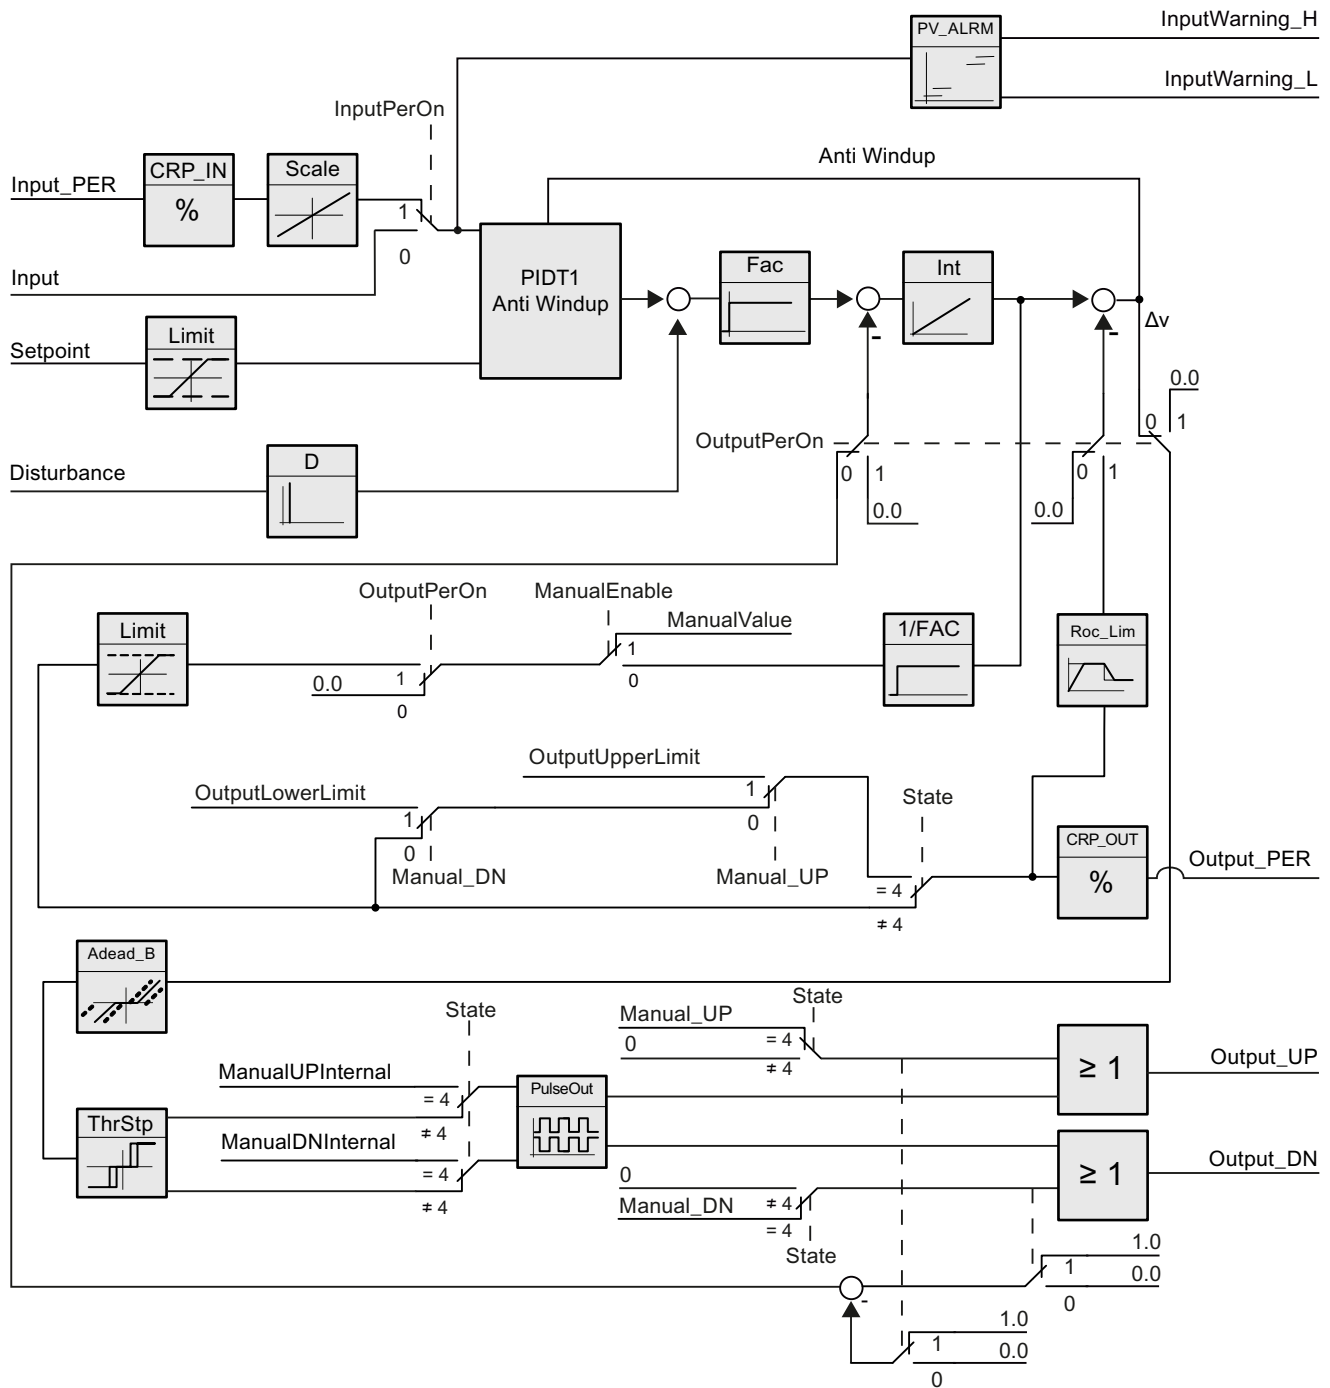 InputWarning_H
PV_ALRM
InputWarning_L
InputPerOn
Anti Windup
Input_PER
CRP_IN
%
Scale
1
0
Input
PIDT1
Anti Windup
Fac
-
Int
-
Δv
Setpoint
Limit
0.0
0
1
OutputPerOn
0
1
0.0
0
1
0.0
Disturbance
D
OutputPerOn
ManualEnable
ManualValue
Limit
1
0
0.0
1
0
1/FAC
Roc_Lim
OutputUpperLimit
1
0
OutputLowerLimit
1
0
Manual_DN
Manual_UP
State
= 4
≠ 4
CRP_OUT
%
Output_PER
Adead_B
State
Manual_UP
0
State
= 4
≠ 4
≥ 1
Output_UP
ManualUPInternal
= 4
≠ 4
PulseOut
ThrStp
ManualDNInternal
= 4
≠ 4
0
Manual_DN
≠ 4
= 4
State
≥ 1
Output_DN
1.0
1
0.0
0
-
1.0
1
0.0
0